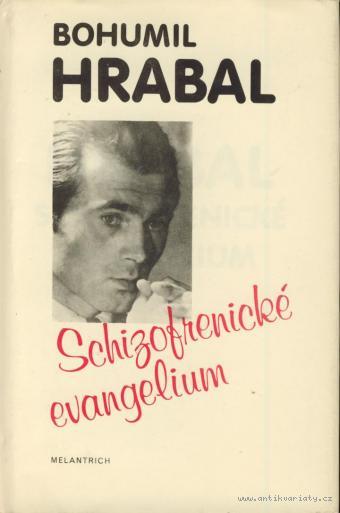 BOHUMIL
HRABAL
Schizofrenické
evangelium
MELANTRICH
www.antikvariaty.cz